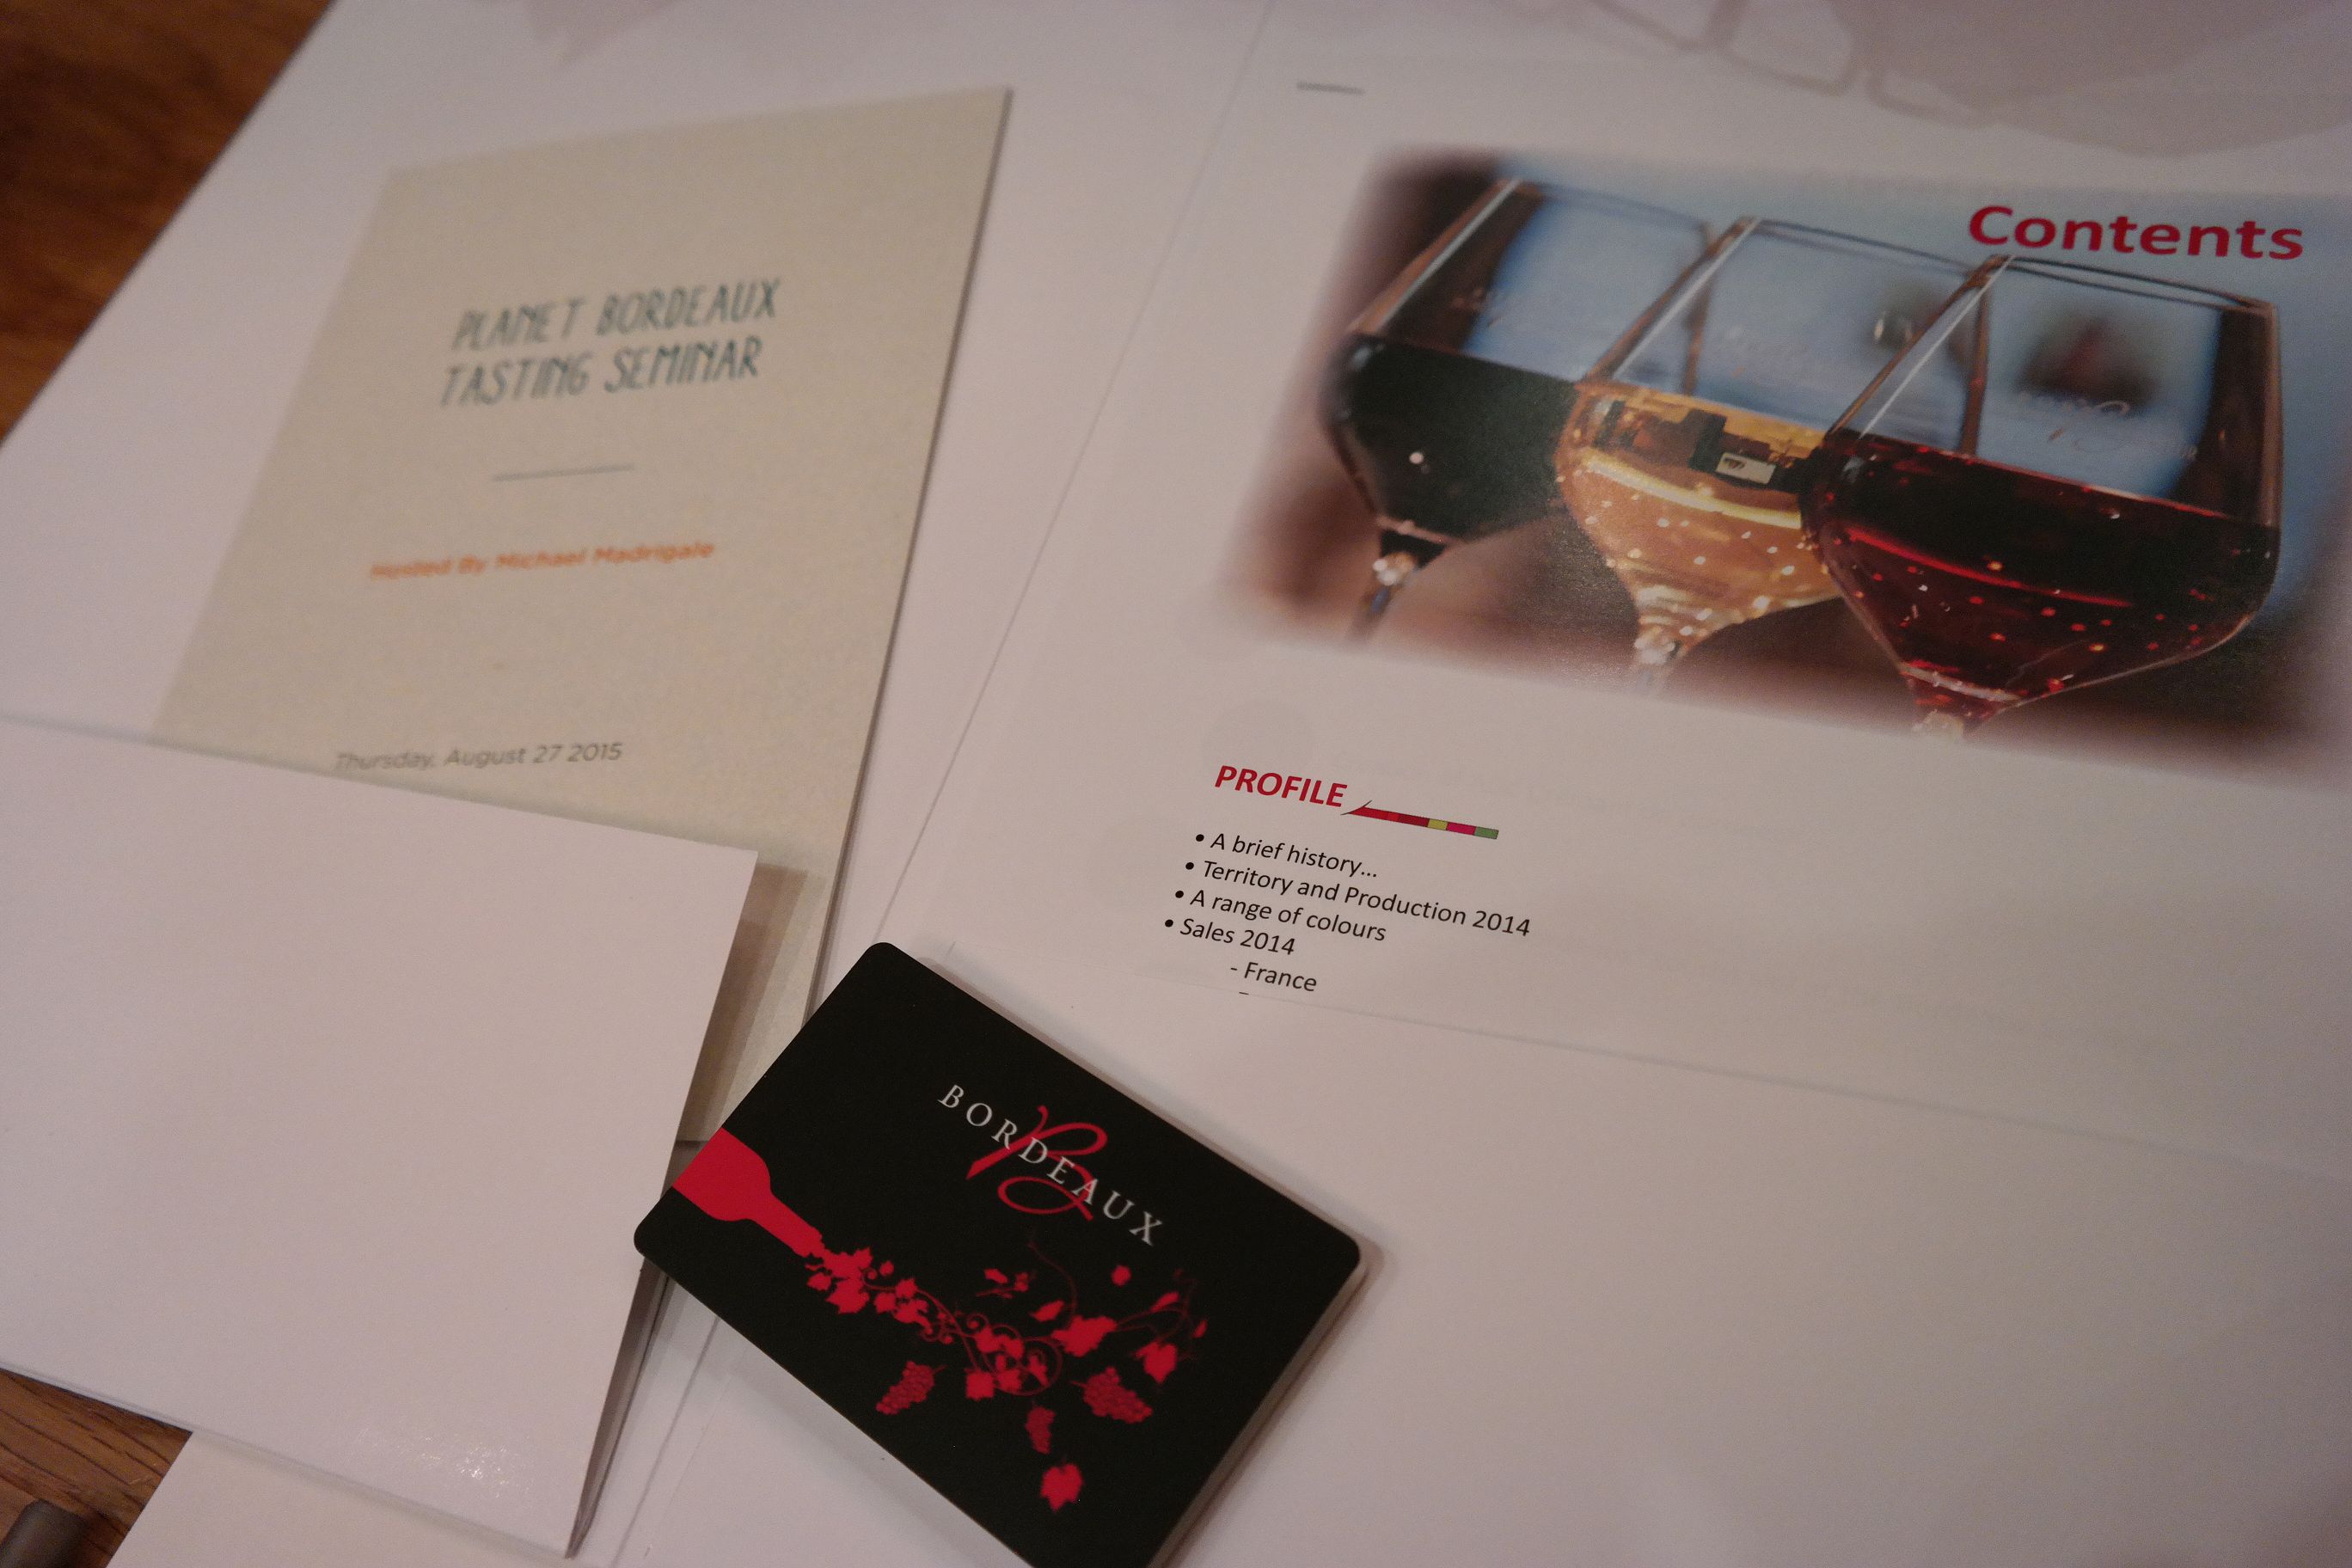 PLANET BORDEAUX
TASTING SEMINAR
Hosted By Michael Madrigale
Thursday, August 27 2015
Contents
PROFILE
• A brief history...
• Territory and Production 2014
• A range of colours
• Sales 2014
- France
BORDEAUX
B